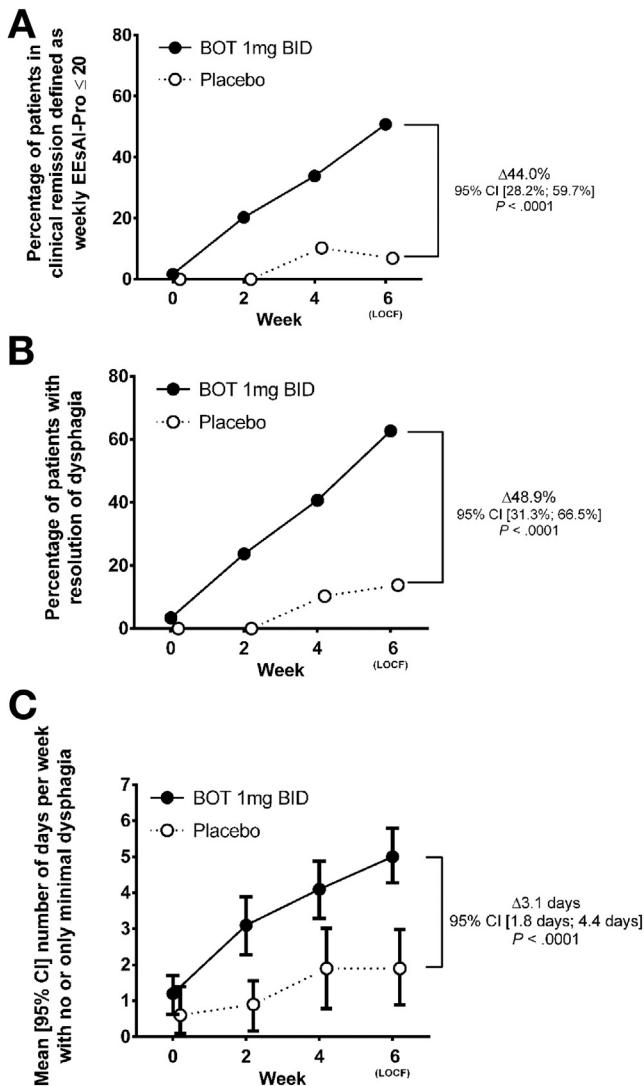 A
Percentage of patients in
clinical remission defined as
weekly EEsAI-Pro ≤ 20
80
60
40
20
0
BOT 1mg BID
Placebo
Δ44.0%
95% CI [28.2%; 59.7%]
P < .0001
0 2 4 6
(LOCF)
Week
B
Percentage of patients with
resolution of dysphagia
80
60
40
20
0
BOT 1mg BID
Placebo
Δ48.9%
95% CI [31.3%; 66.5%]
P < .0001
0 2 4 6
(LOCF)
Week
C
Mean [95% CI] number of days per week
with no or only minimal dysphagia
7
6
5
4
3
2
1
0
BOT 1mg BID
Placebo
Δ3.1 days
95% CI [1.8 days; 4.4 days]
P < .0001
0 2 4 6
(LOCF)
Week